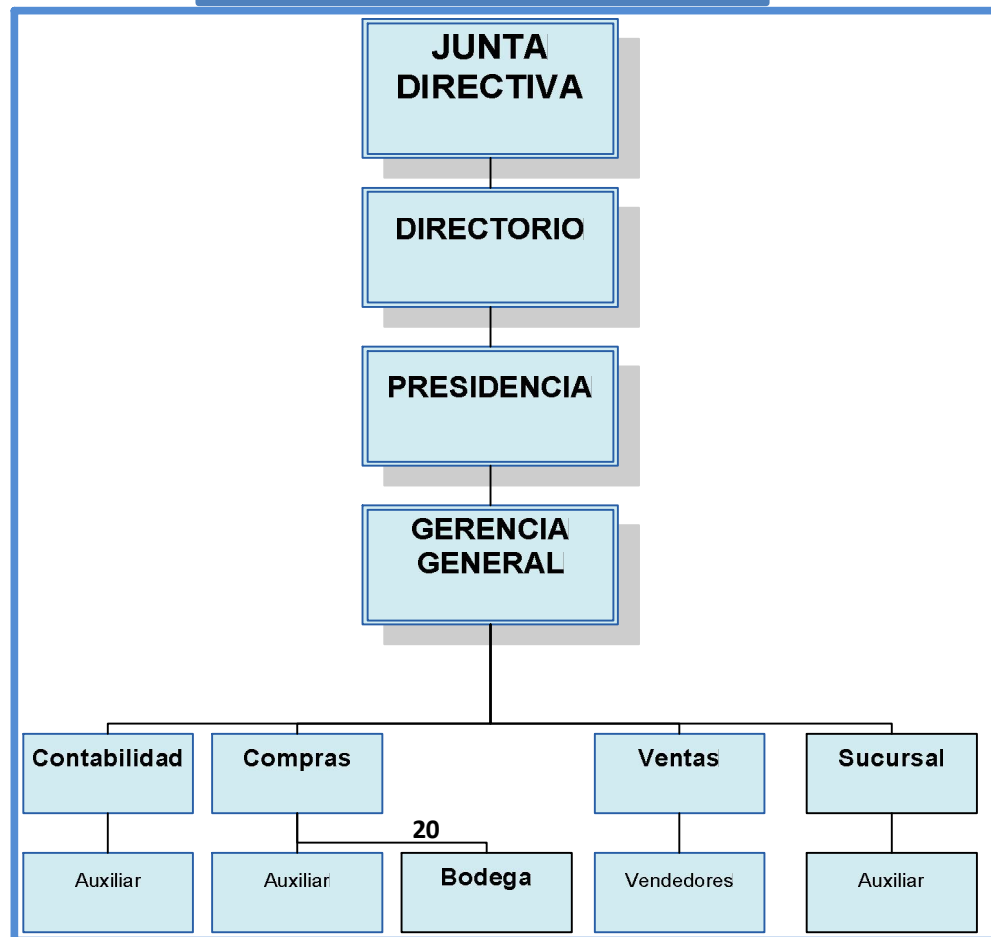 JUNTA
DIRECTIVA
DIRECTORIO
PRESIDENCIA
GERENCIA
GENERAL
Contabilidad
Compras
Ventas
Sucursal
20
Auxiliar
Auxiliar
Bodega
Vendedores
Auxiliar